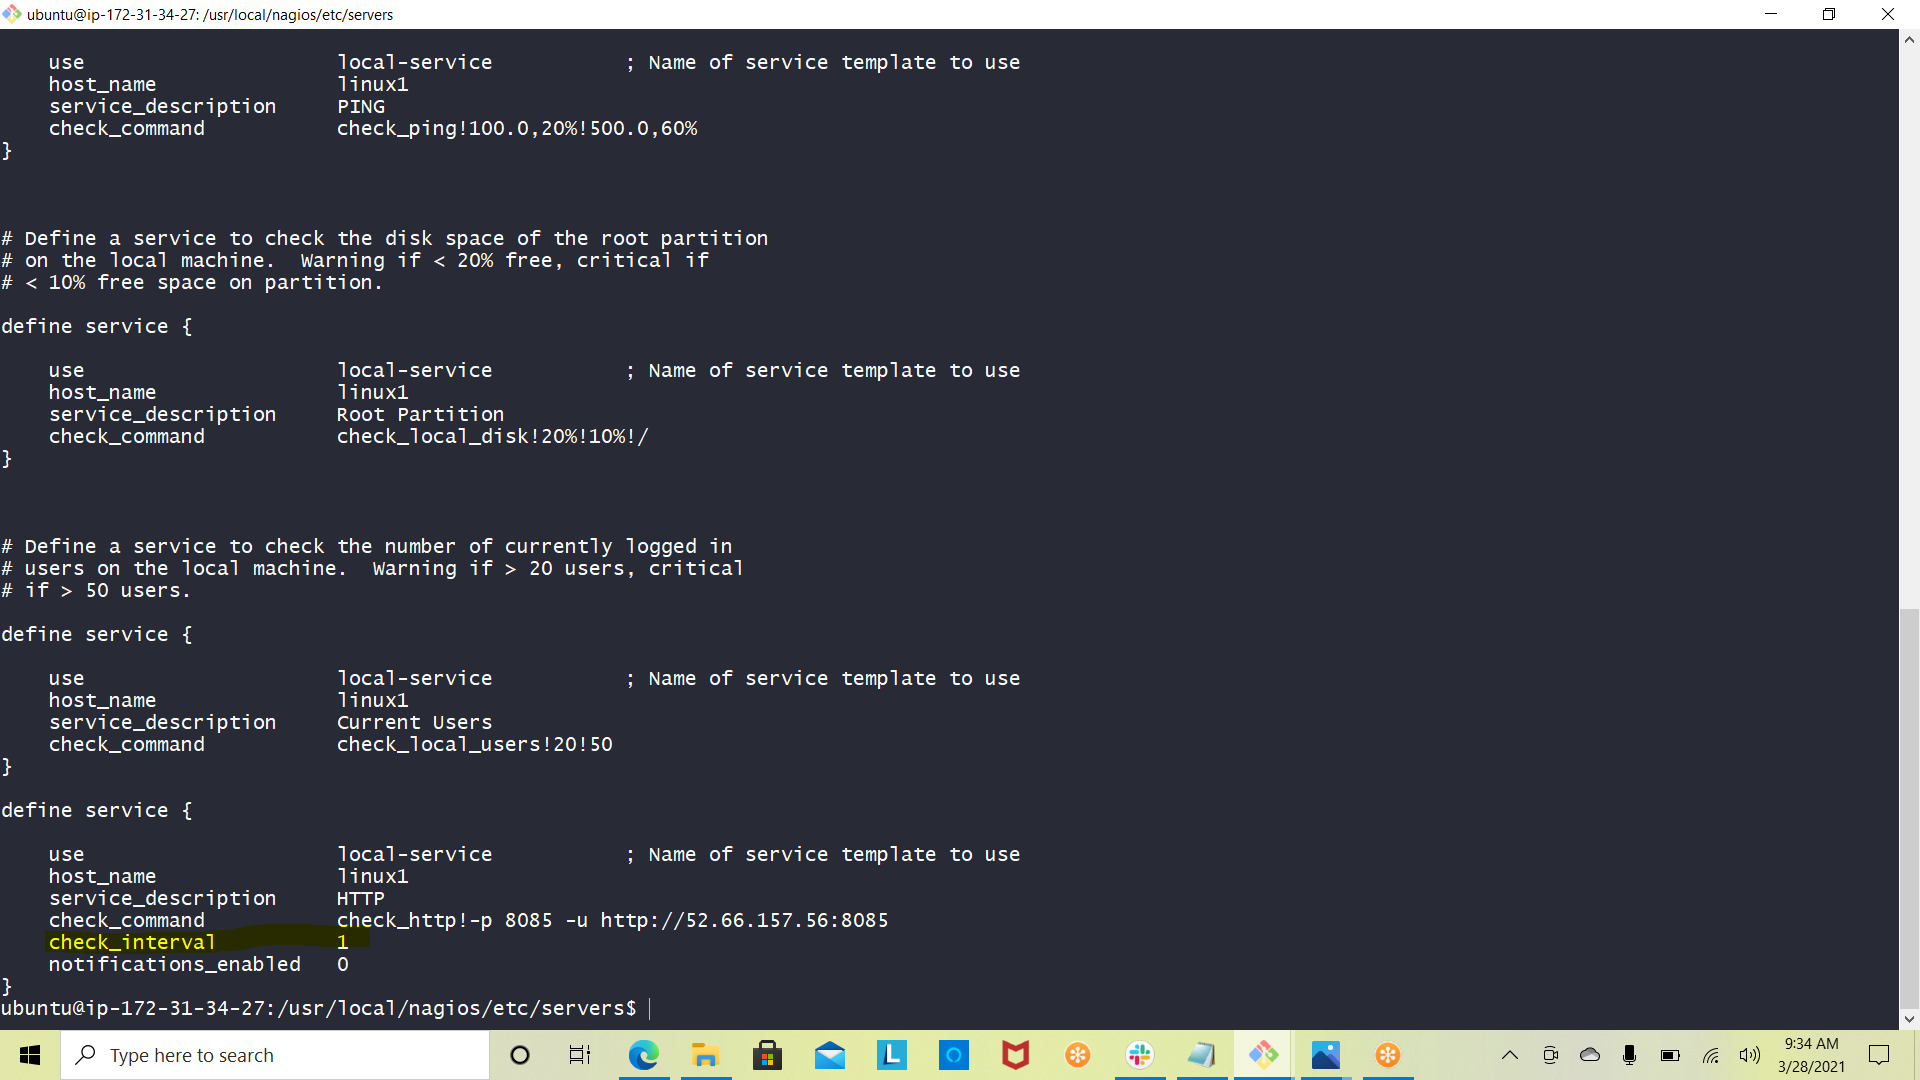 ubuntu@ip-172-31-34-27: /usr/local/nagios/etc/servers
use local-service ; Name of service template to use
host_name linux1
service_description PING
check_command check_ping!100.0,20%!500.0,60%
}
# Define a service to check the disk space of the root partition
# on the local machine. Warning if < 20% free, critical if
# < 10% free space on partition.
define service {
use local-service ; Name of service template to use
host_name linux1
service_description Root Partition
check_command check_local_disk!20%!10%!/
}
# Define a service to check the number of currently logged in
# users on the local machine. Warning if > 20 users, critical
# if > 50 users.
define service {
use local-service ; Name of service template to use
host_name linux1
service_description Current Users
check_command check_local_users!20!50
}
define service {
use local-service ; Name of service template to use
host_name linux1
service_description HTTP
check_command check_http!-p 8085 -u http://52.66.157.56:8085
check_interval 1
notifications_enabled 0
}
ubuntu@ip-172-31-34-27:/usr/local/nagios/etc/servers$
Type here to search
L
9:34 AM
3/28/2021